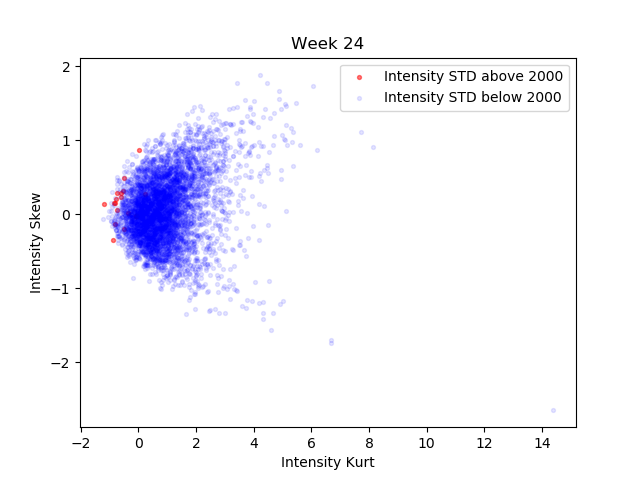 Week 24
Intensity STD above 2000
Intensity STD below 2000
2
1
0
−1
−2
Intensity Skew
−2
0
2
4
6
8
10
12
14
Intensity Kurt